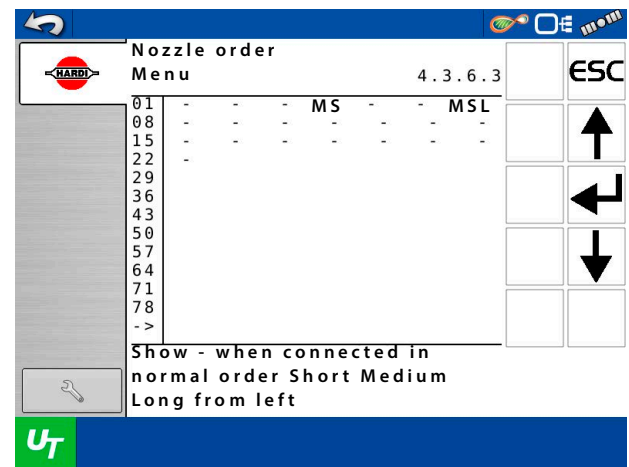 Nozzle order
Menu 4.3.6.3
ESC
HARDI
01 - - - MS - - MSL
08 - - - - - - -
15 - - - - - - -
22 -
29
36
43
50
57
64
71
78
->
Show - when connected in
normal order Short Medium
Long from left
UT